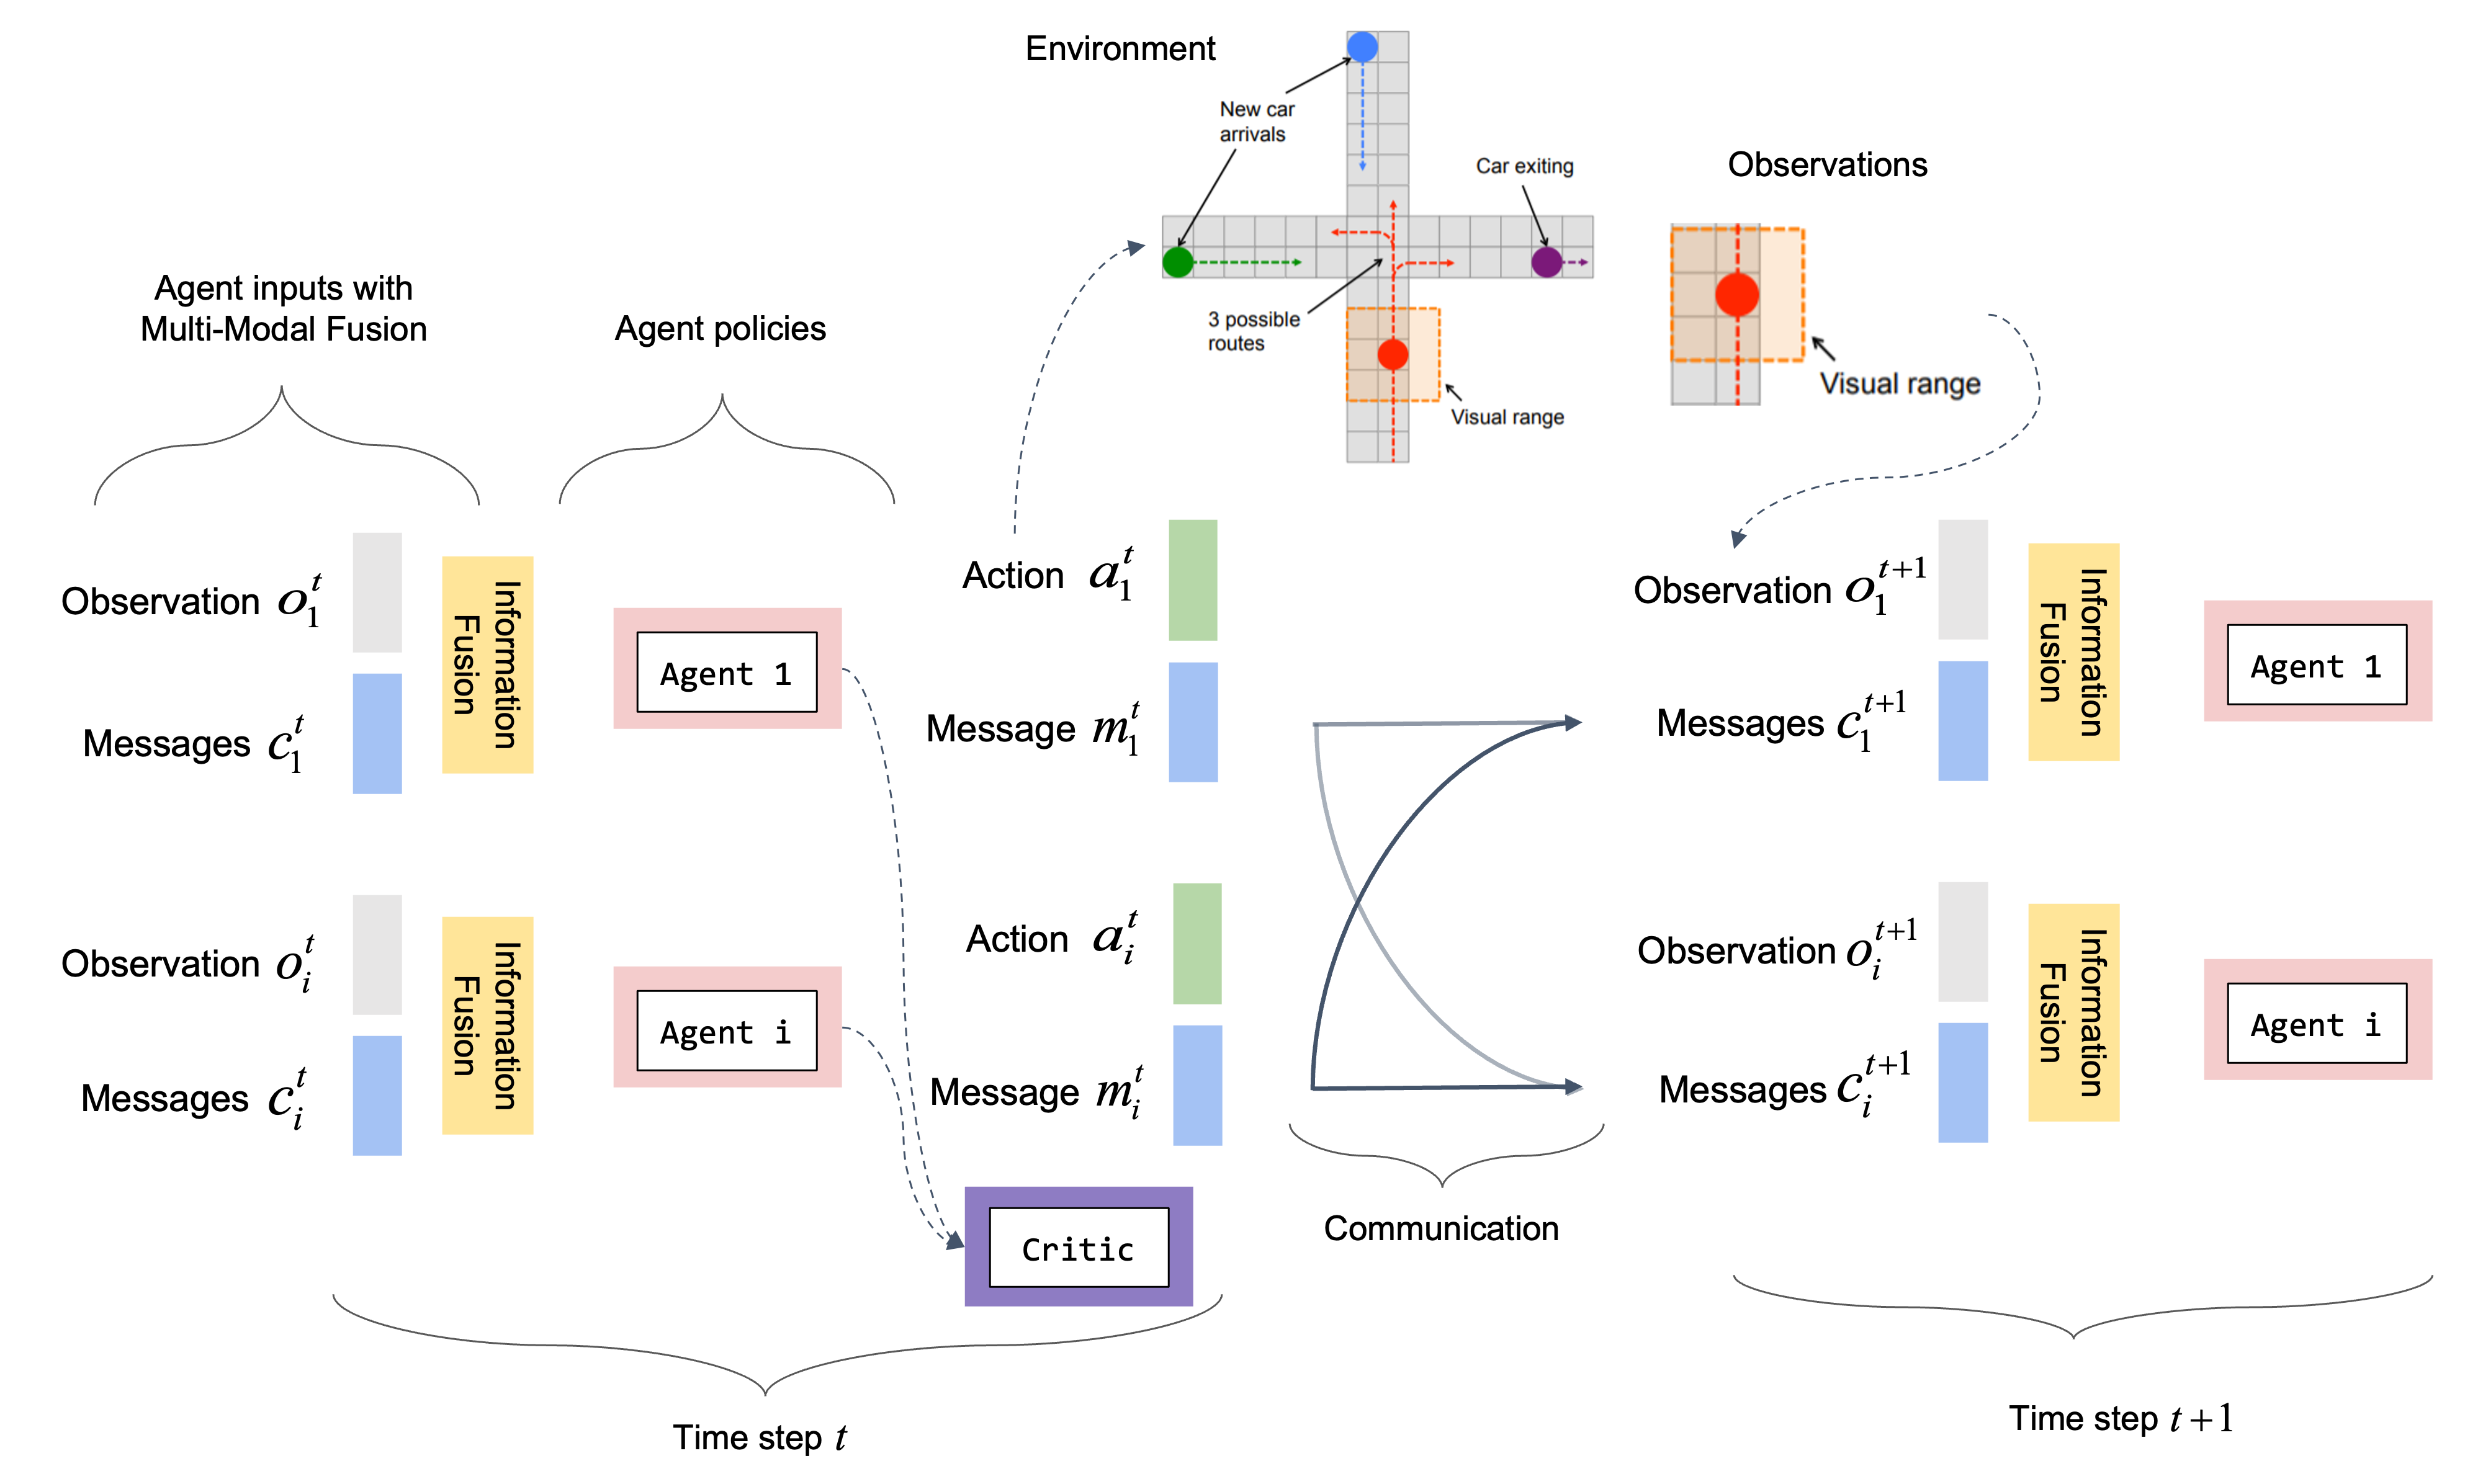 Environment
New car
arrivals
Car exiting
3 possible
routes
Visual range
Observations
Visual range
Agent inputs with
Multi-Modal Fusion
Agent policies
Observation o_1^t
Messages c_1^t
Information
Fusion
Agent 1
Action a_1^t
Message m_1^t
Observation o_1^{t+1}
Messages c_1^{t+1}
Information
Fusion
Agent 1
Observation o_i^t
Messages c_i^t
Information
Fusion
Agent i
Action a_i^t
Message m_i^t
Observation o_i^{t+1}
Messages c_i^{t+1}
Information
Fusion
Agent i
Critic
Communication
Time step t
Time step t+1